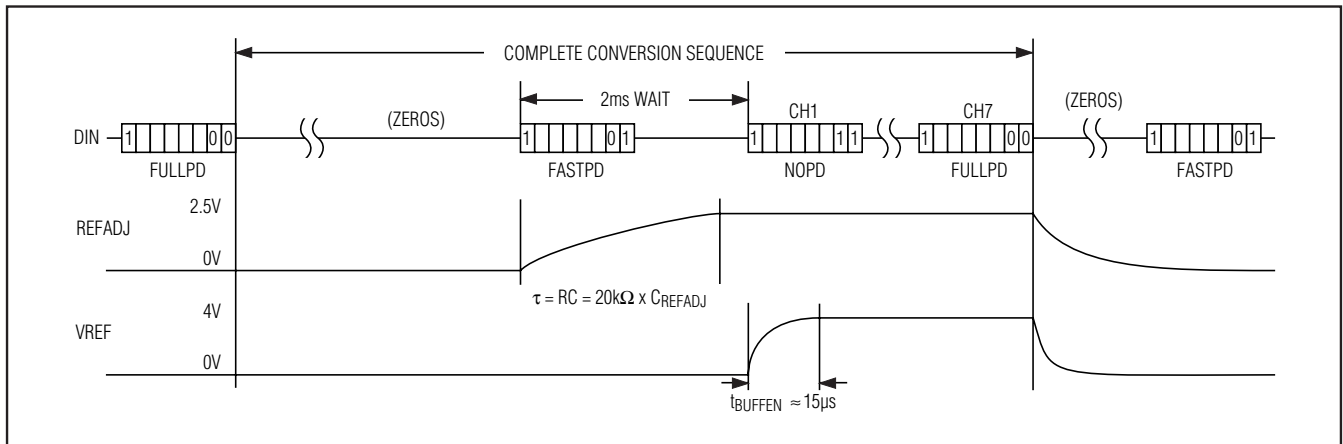 COMPLETE CONVERSION SEQUENCE
2ms WAIT
(ZEROS) CH1 CH7 (ZEROS)
DIN 1 0 0 1 0 1 1 1 1 1 0 0 1 0 1
FULLPD FASTPD NOPD FULLPD FASTPD
2.5V
REFADJ
0V
τ = RC = 20kΩ x CREFADJ
4V
VREF
0V
tBUFFEN ≈ 15µs